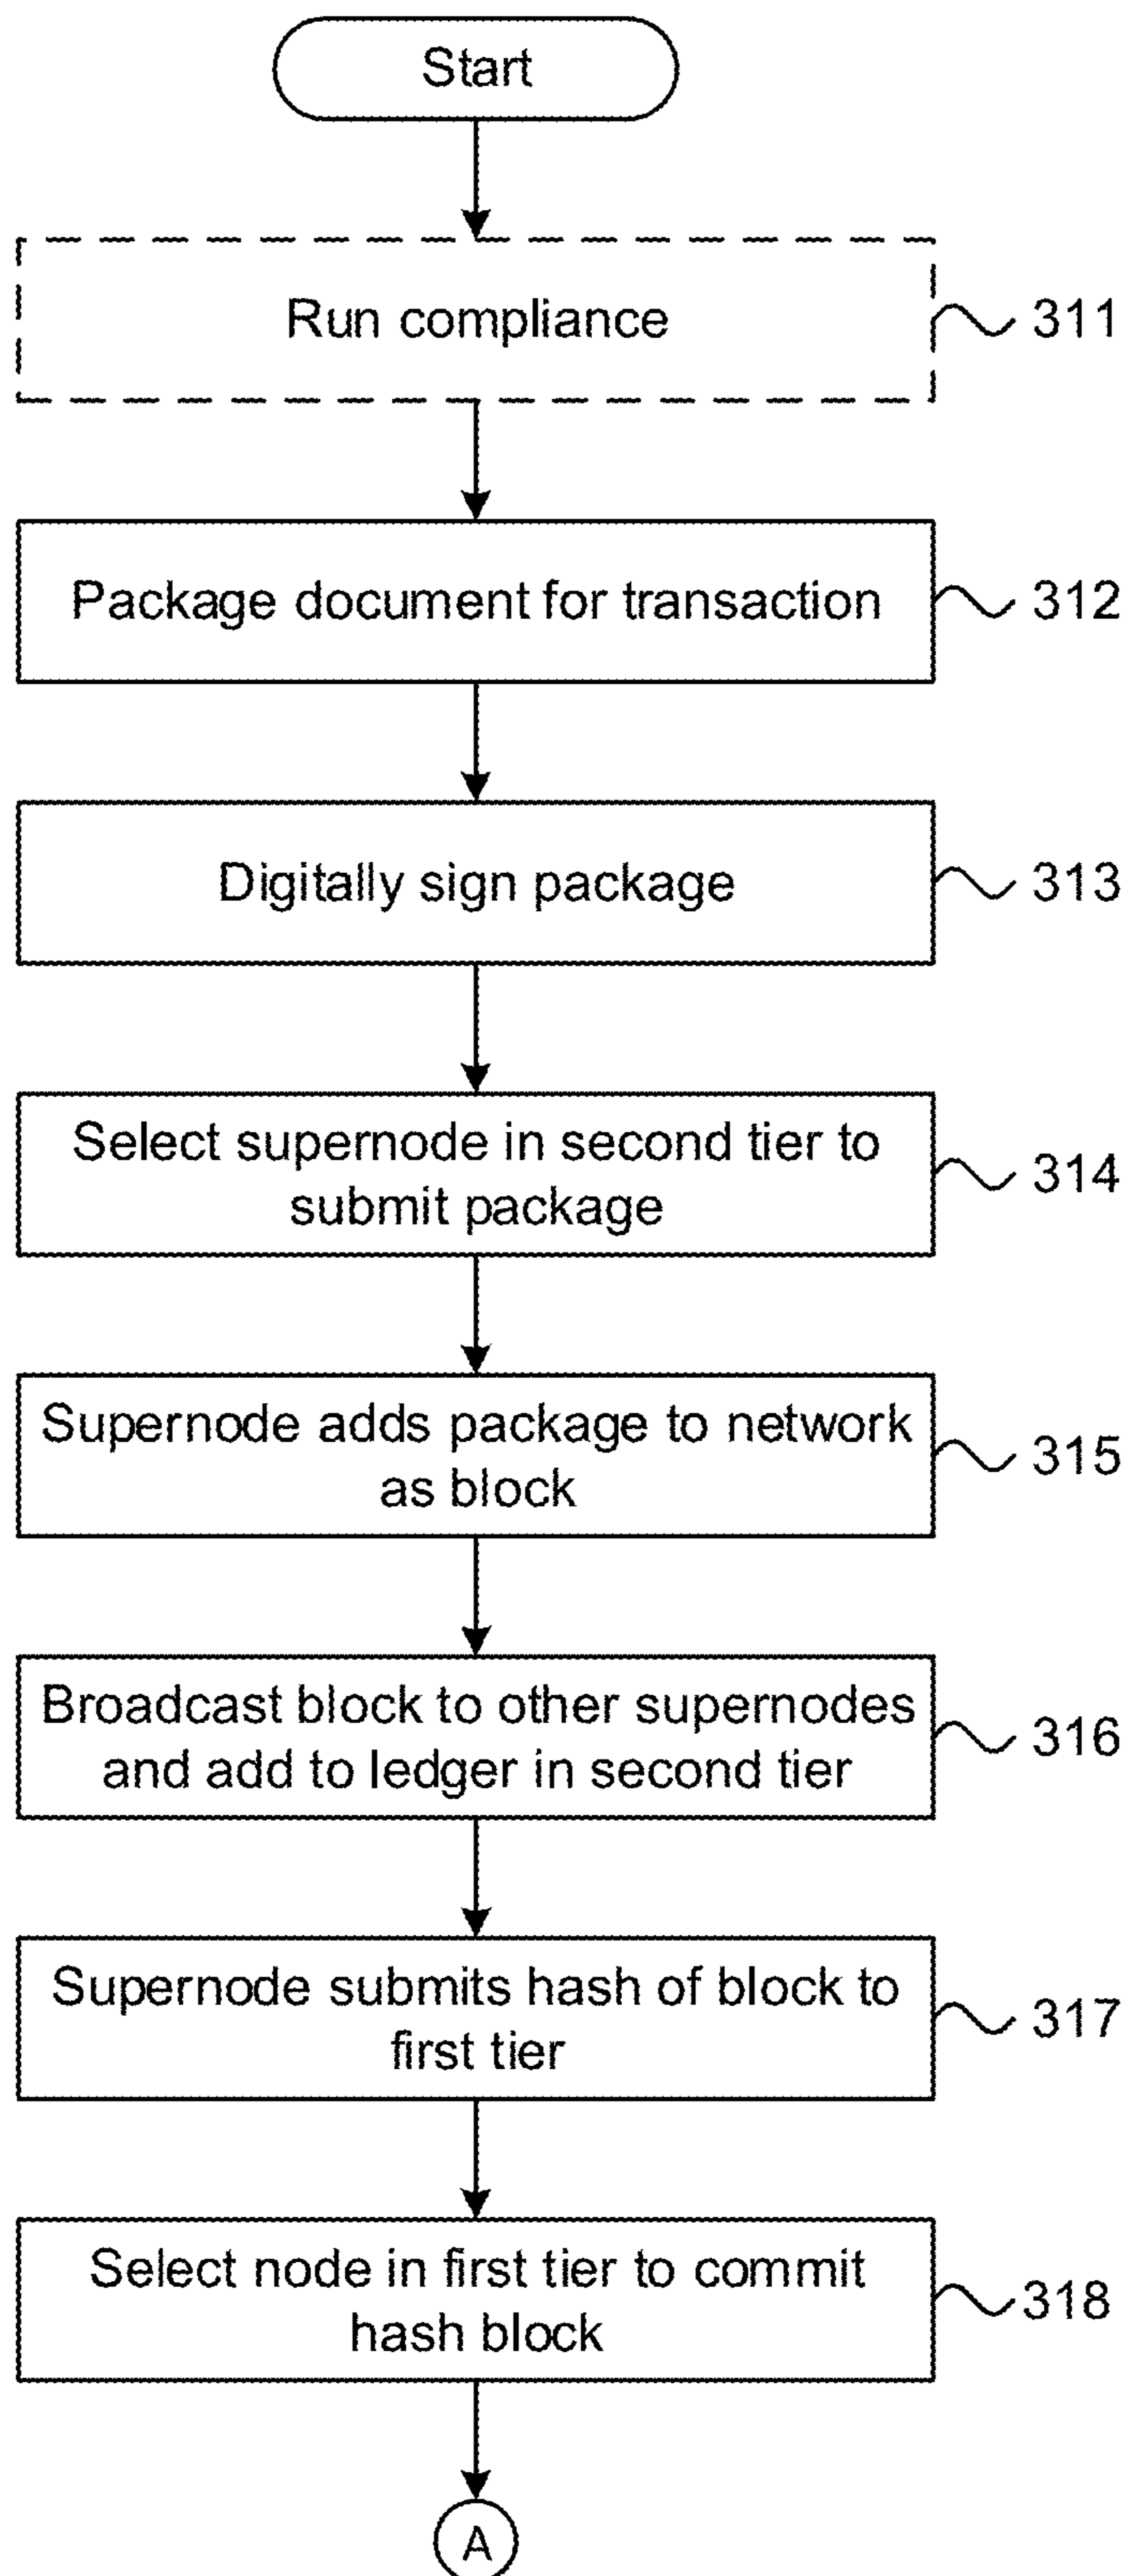 Start
Run compliance
311
Package document for transaction
312
Digitally sign package
313
Select supernode in second tier to
submit package
314
Supernode adds package to network
as block
315
Broadcast block to other supernodes
and add to ledger in second tier
316
Supernode submits hash of block to
first tier
317
Select node in first tier to commit
hash block
318
A